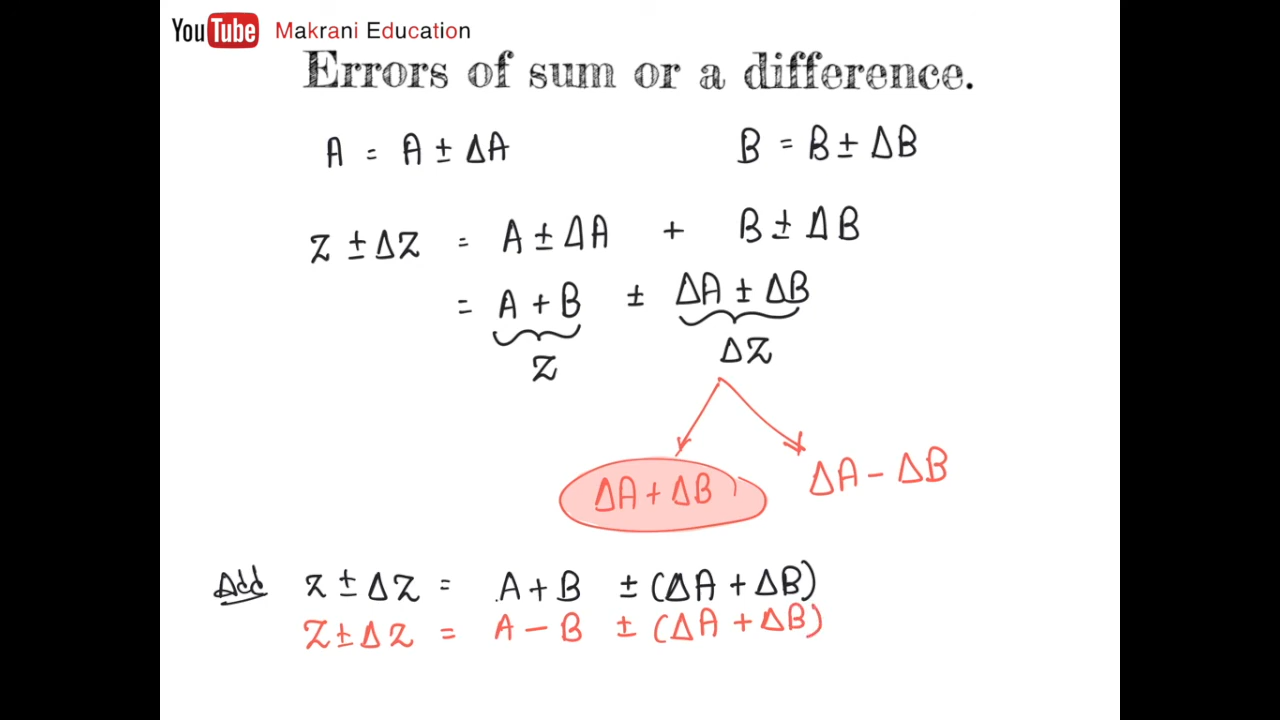 YouTube Makrani Education
Errors of sum or a difference.
A = A ± ΔA B = B ± ΔB
Z ± ΔZ = A ± ΔA + B ± ΔB
= A + B ± ΔA ± ΔB
Z ΔZ
ΔA + ΔB ΔA - ΔB
Add Z ± ΔZ = A + B ± (ΔA + ΔB)
Z ± ΔZ = A - B ± (ΔA + ΔB)